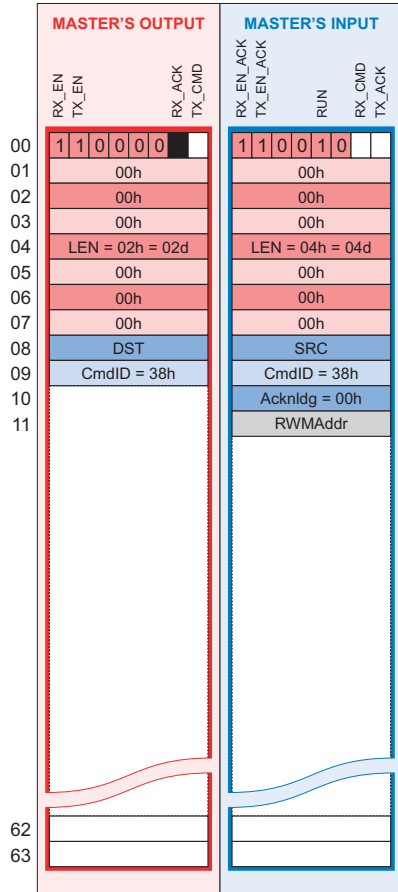 MASTER'S OUTPUT MASTER'S INPUT
RX_EN TX_EN RX_ACK TX_CMD RX_EN_ACK TX_EN_ACK RUN RX_CMD TX_ACK
00 1 1 0 0 0 0 1 1 0 0 1 0
01 00h 00h
02 00h 00h
03 00h 00h
04 LEN = 02h = 02d LEN = 04h = 04d
05 00h 00h
06 00h 00h
07 00h 00h
08 DST SRC
09 CmdID = 38h CmdID = 38h
10 Acknldg = 00h
11 RWMAddr
62
63